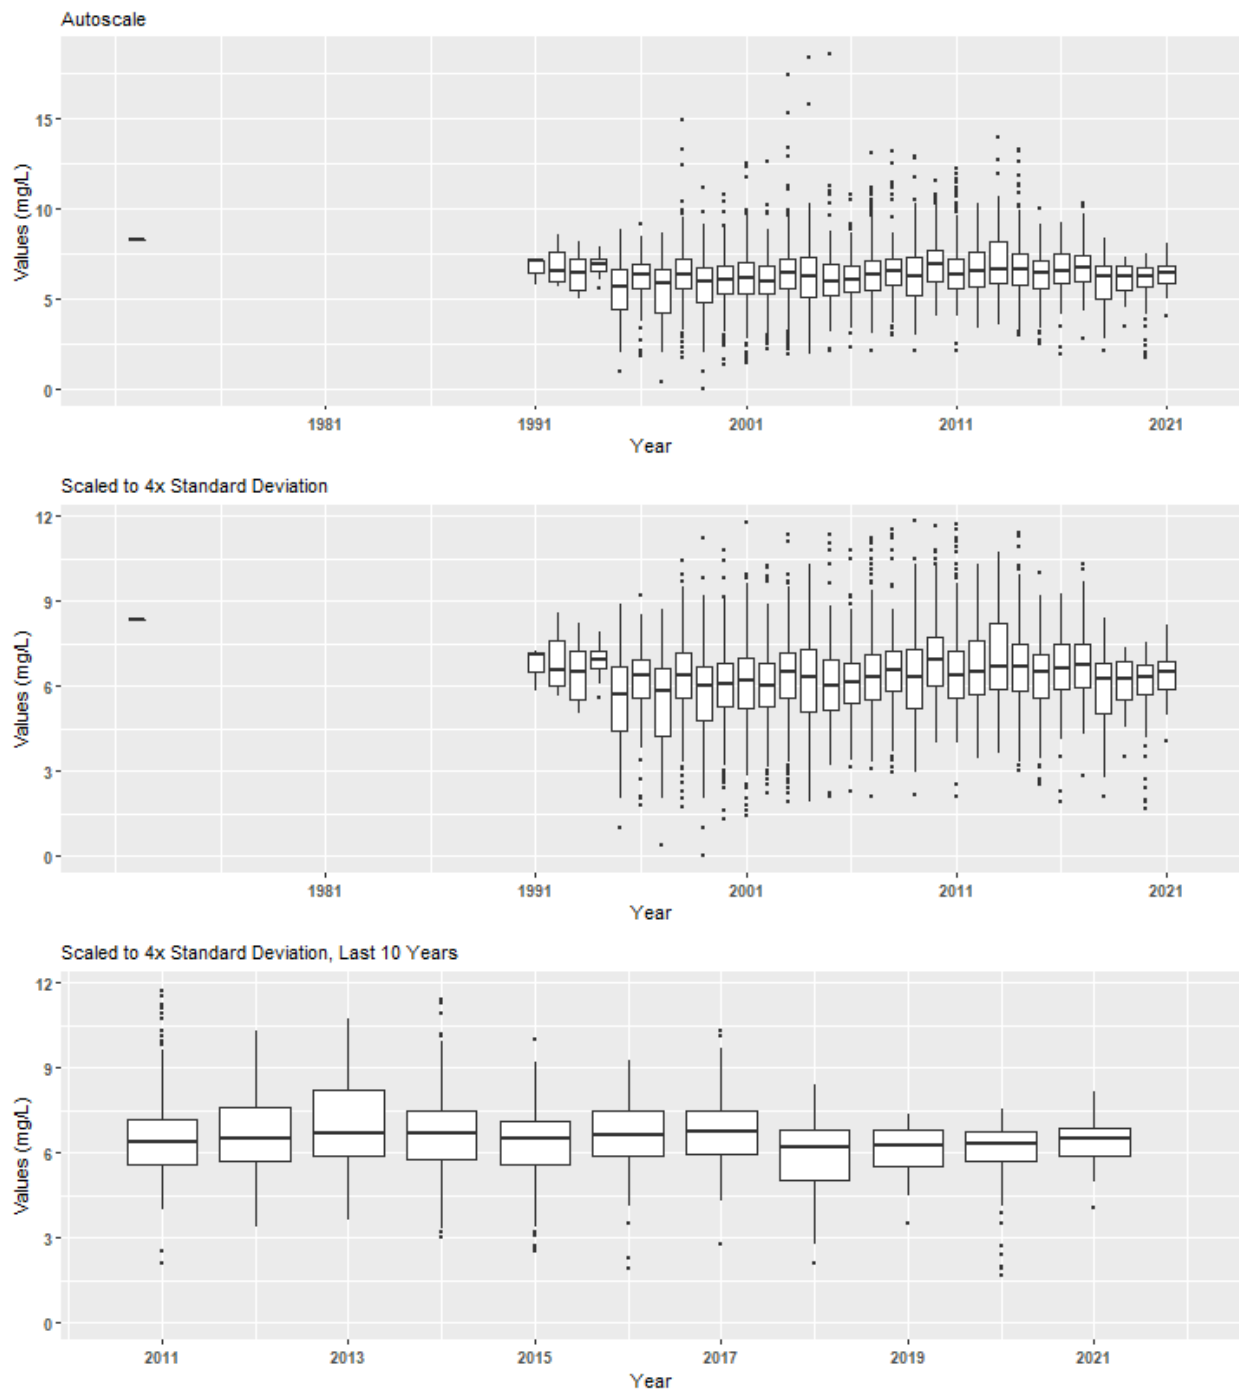 Autoscale
Values (mg/L)
15
10
5
0
1981 1991 2001 2011 2021
Year
Scaled to 4x Standard Deviation
Values (mg/L)
12
9
6
3
0
1981 1991 2001 2011 2021
Year
Scaled to 4x Standard Deviation, Last 10 Years
Values (mg/L)
12
9
6
3
0
2011 2013 2015 2017 2019 2021
Year